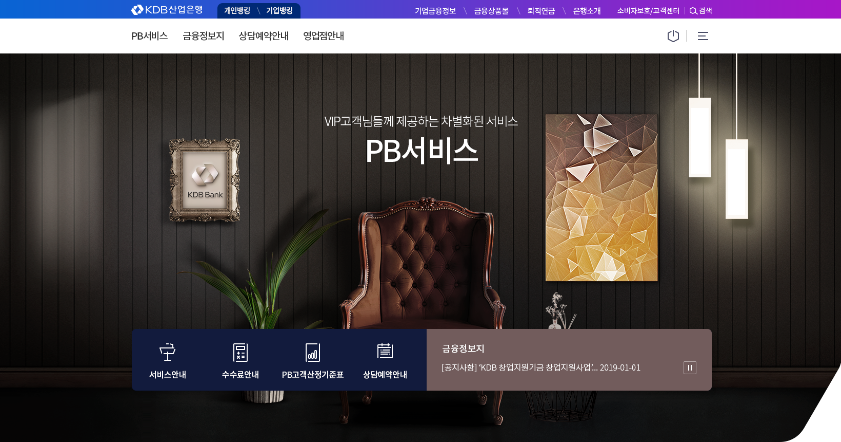 KDB산업은행
개인뱅킹 \ 기업뱅킹
기업금융정보 \ 금융상품몰 \ 퇴직연금 \ 은행소개
소비자보호/고객센터 | 검색
PB서비스 금융정보지 상담예약안내 영업점안내
VIP고객님들께 제공하는 차별화된 서비스
PB서비스
KDB Bank
금융정보지
[공지사항] ‘KDB 창업지원기금 창업지원사업’... 2019-01-01
서비스안내
수수료안내
PB고객산정기준표
상담예약안내